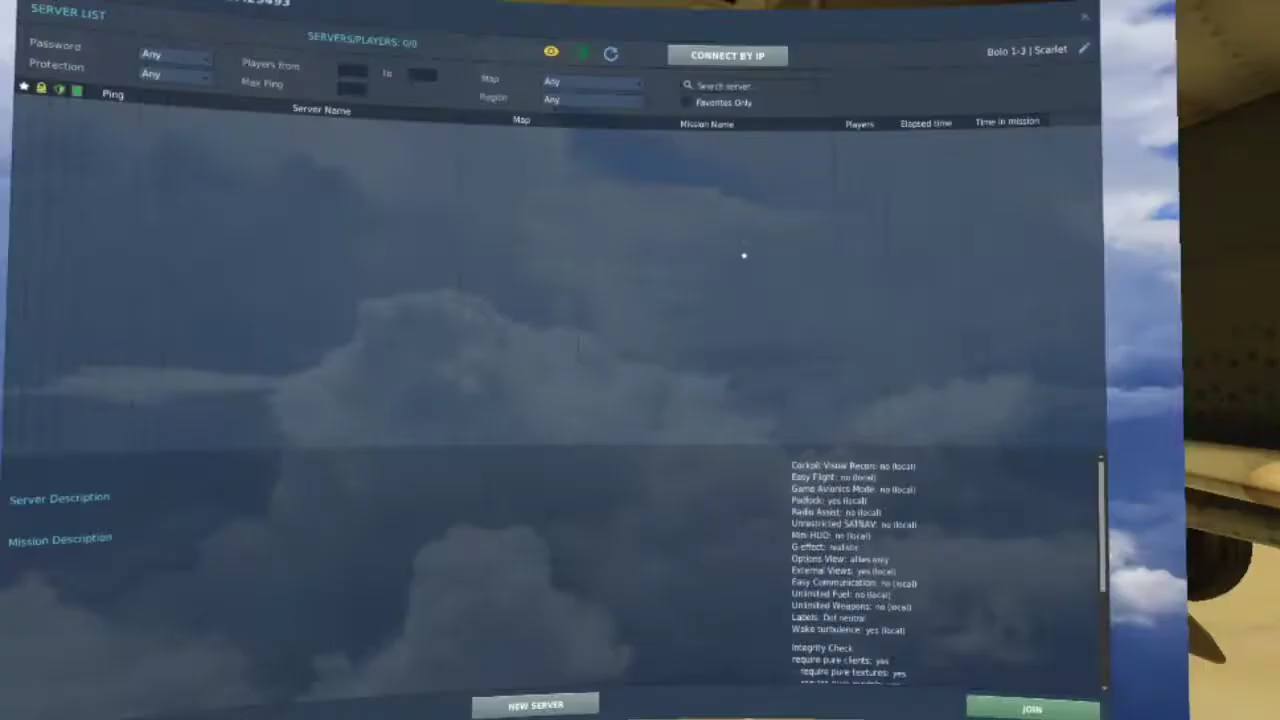 SERVER LIST
SERVERS/PLAYERS: 0/0
CONNECT BY IP
Bolo 1-3 | Scarlet
Password Any
Players from to
Map Any
Search server...
Protection Any
Max Ping
Region Any
Favorites Only
Ping Server Name Map Mission Name Players Elapsed time Time in mission
Cockpit Visual Recon: no (local)
Easy Flight: no (local)
Game Avionics Mode: no (local)
Padlock: yes (local)
Radio Assist: no (local)
Unrestricted SATNAV: no (local)
Mini HUD: no (local)
G-effect: realistic
Options View: allies only
External Views: yes (local)
Easy Communication: no (local)
Unlimited Fuel: no (local)
Unlimited Weapons: no (local)
Labels: Dot neutral
Wake turbulence: yes (local)
Integrity Check
require pure clients: yes
require pure textures: yes
Server Description
Mission Description
NEW SERVER
JOIN